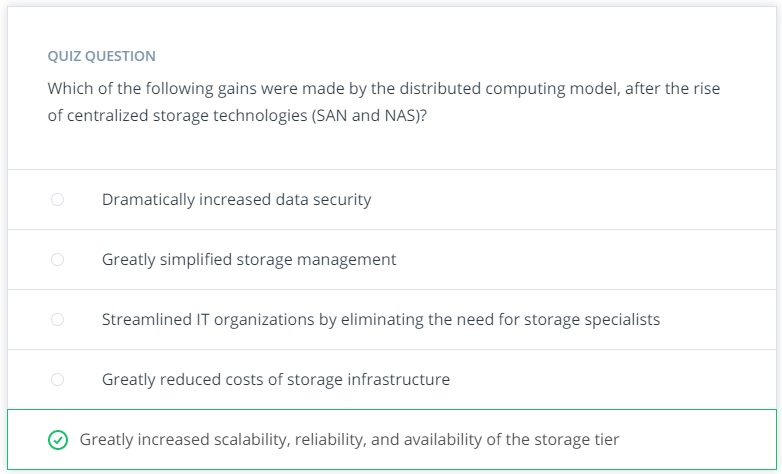 QUIZ QUESTION
Which of the following gains were made by the distributed computing model, after the rise
of centralized storage technologies (SAN and NAS)?
Dramatically increased data security
Greatly simplified storage management
Streamlined IT organizations by eliminating the need for storage specialists
Greatly reduced costs of storage infrastructure
Greatly increased scalability, reliability, and availability of the storage tier